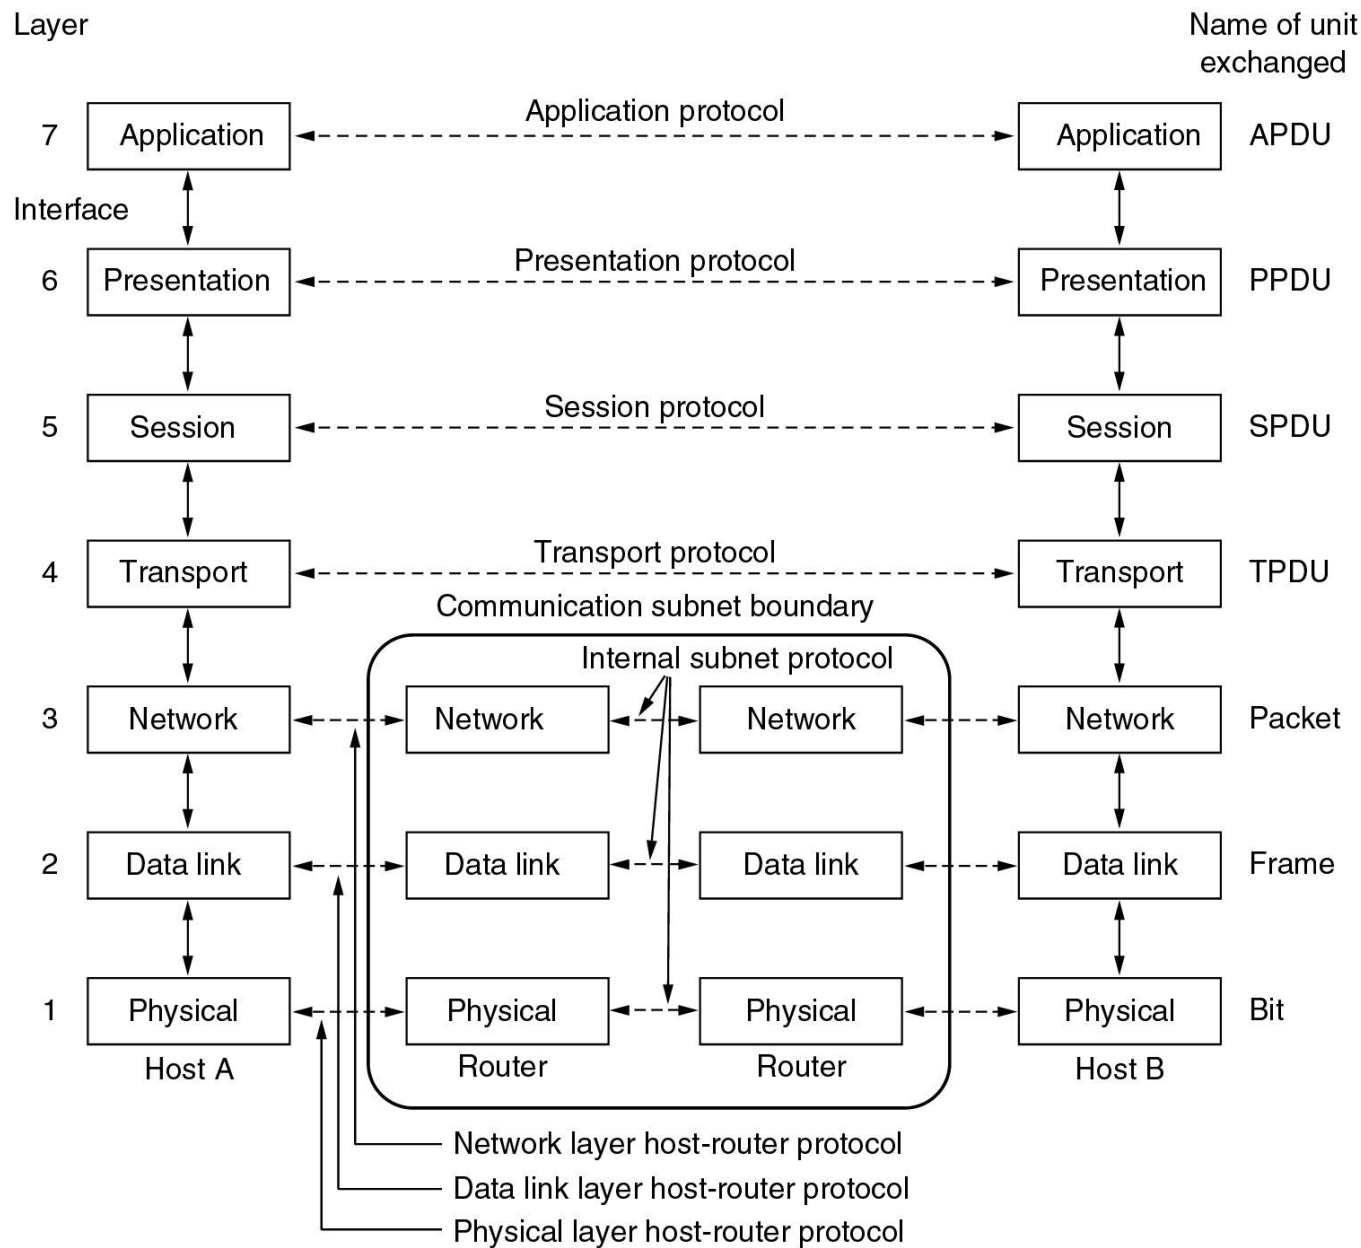 Layer
Name of unit
exchanged
7
Application
Application protocol
Application
APDU
Interface
6
Presentation
Presentation protocol
Presentation
PPDU
5
Session
Session protocol
Session
SPDU
4
Transport
Transport protocol
Transport
TPDU
Communication subnet boundary
Internal subnet protocol
3
Network
Network
Network
Network
Packet
2
Data link
Data link
Data link
Data link
Frame
1
Physical
Physical
Physical
Physical
Bit
Host A
Router
Router
Host B
Network layer host-router protocol
Data link layer host-router protocol
Physical layer host-router protocol